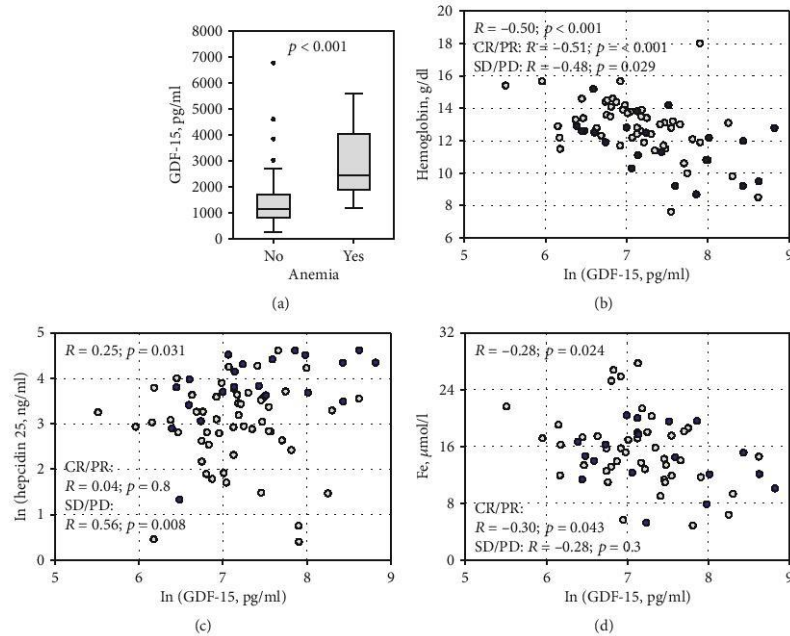 8000
7000
6000
5000
4000
3000
2000
1000
0
GDF-15, pg/ml
p < 0.001
No
Yes
Anemia
(a)
20
18
16
14
12
10
8
6
Hemoglobin, g/dl
R = −0.50; p < 0.001
CR/PR: R = −0.51; p = < 0.001
SD/PD: R = −0.48; p = 0.029
5 6 7 8 9
In (GDF-15, pg/ml)
(b)
5
4
3
2
1
0
In (hepcidin 25, ng/ml)
R = 0.25; p = 0.031
CR/PR:
R = 0.04; p = 0.8
SD/PD:
R = 0.56; p = 0.008
5 6 7 8 9
In (GDF-15, pg/ml)
(c)
32
24
16
8
0
Fe, μmol/l
R = −0.28; p = 0.024
CR/PR:
R = −0.30; p = 0.043
SD/PD: R = −0.28; p = 0.3
5 6 7 8 9
In (GDF-15, pg/ml)
(d)